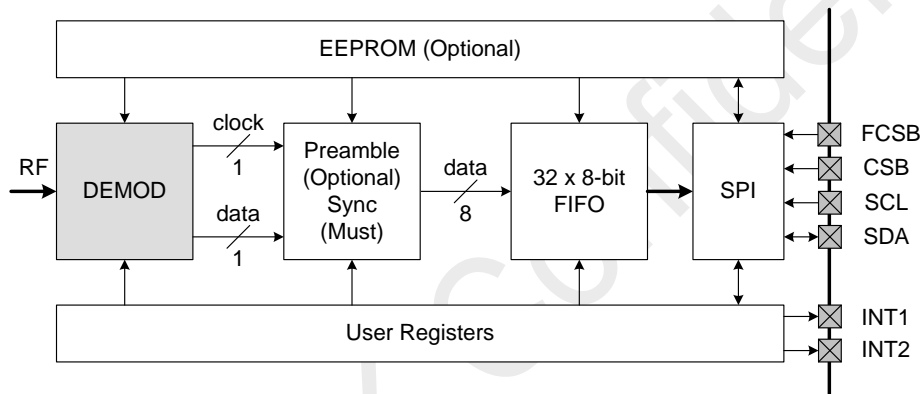 EEPROM (Optional)
RF
DEMOD
clock
1
data
1
Preamble
(Optional)
Sync
(Must)
data
8
32 x 8-bit
FIFO
SPI
FCSB
CSB
SCL
SDA
INT1
INT2
User Registers
Confiden